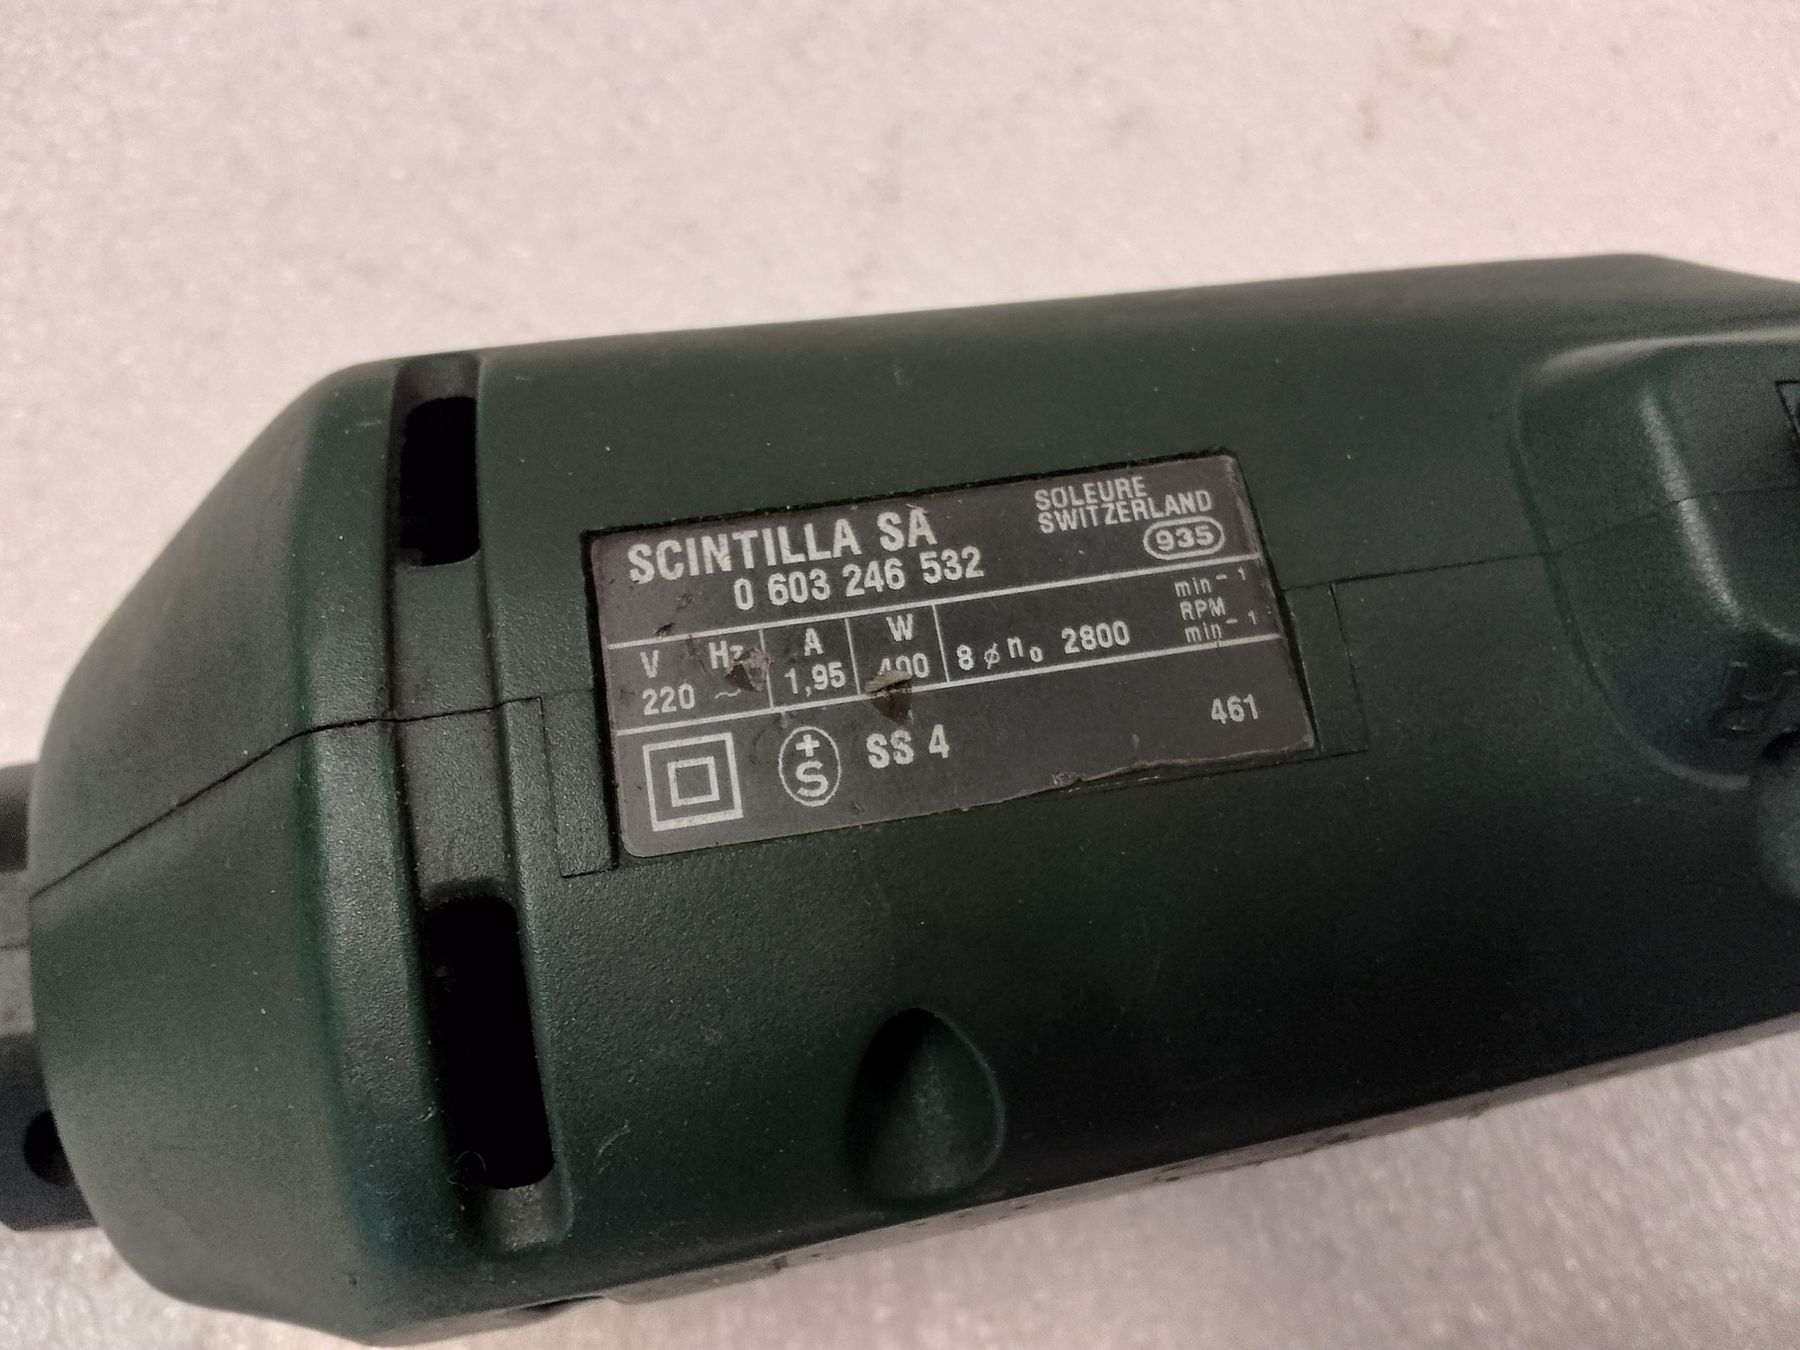 SCINTILLA SA
0 603 246 532
SOLEURE
SWITZERLAND
935
V Hz A W
220 ~ 1,95 400
8 ø n₀ 2800
min⁻¹
RPM
min⁻¹
+S SS 4
461